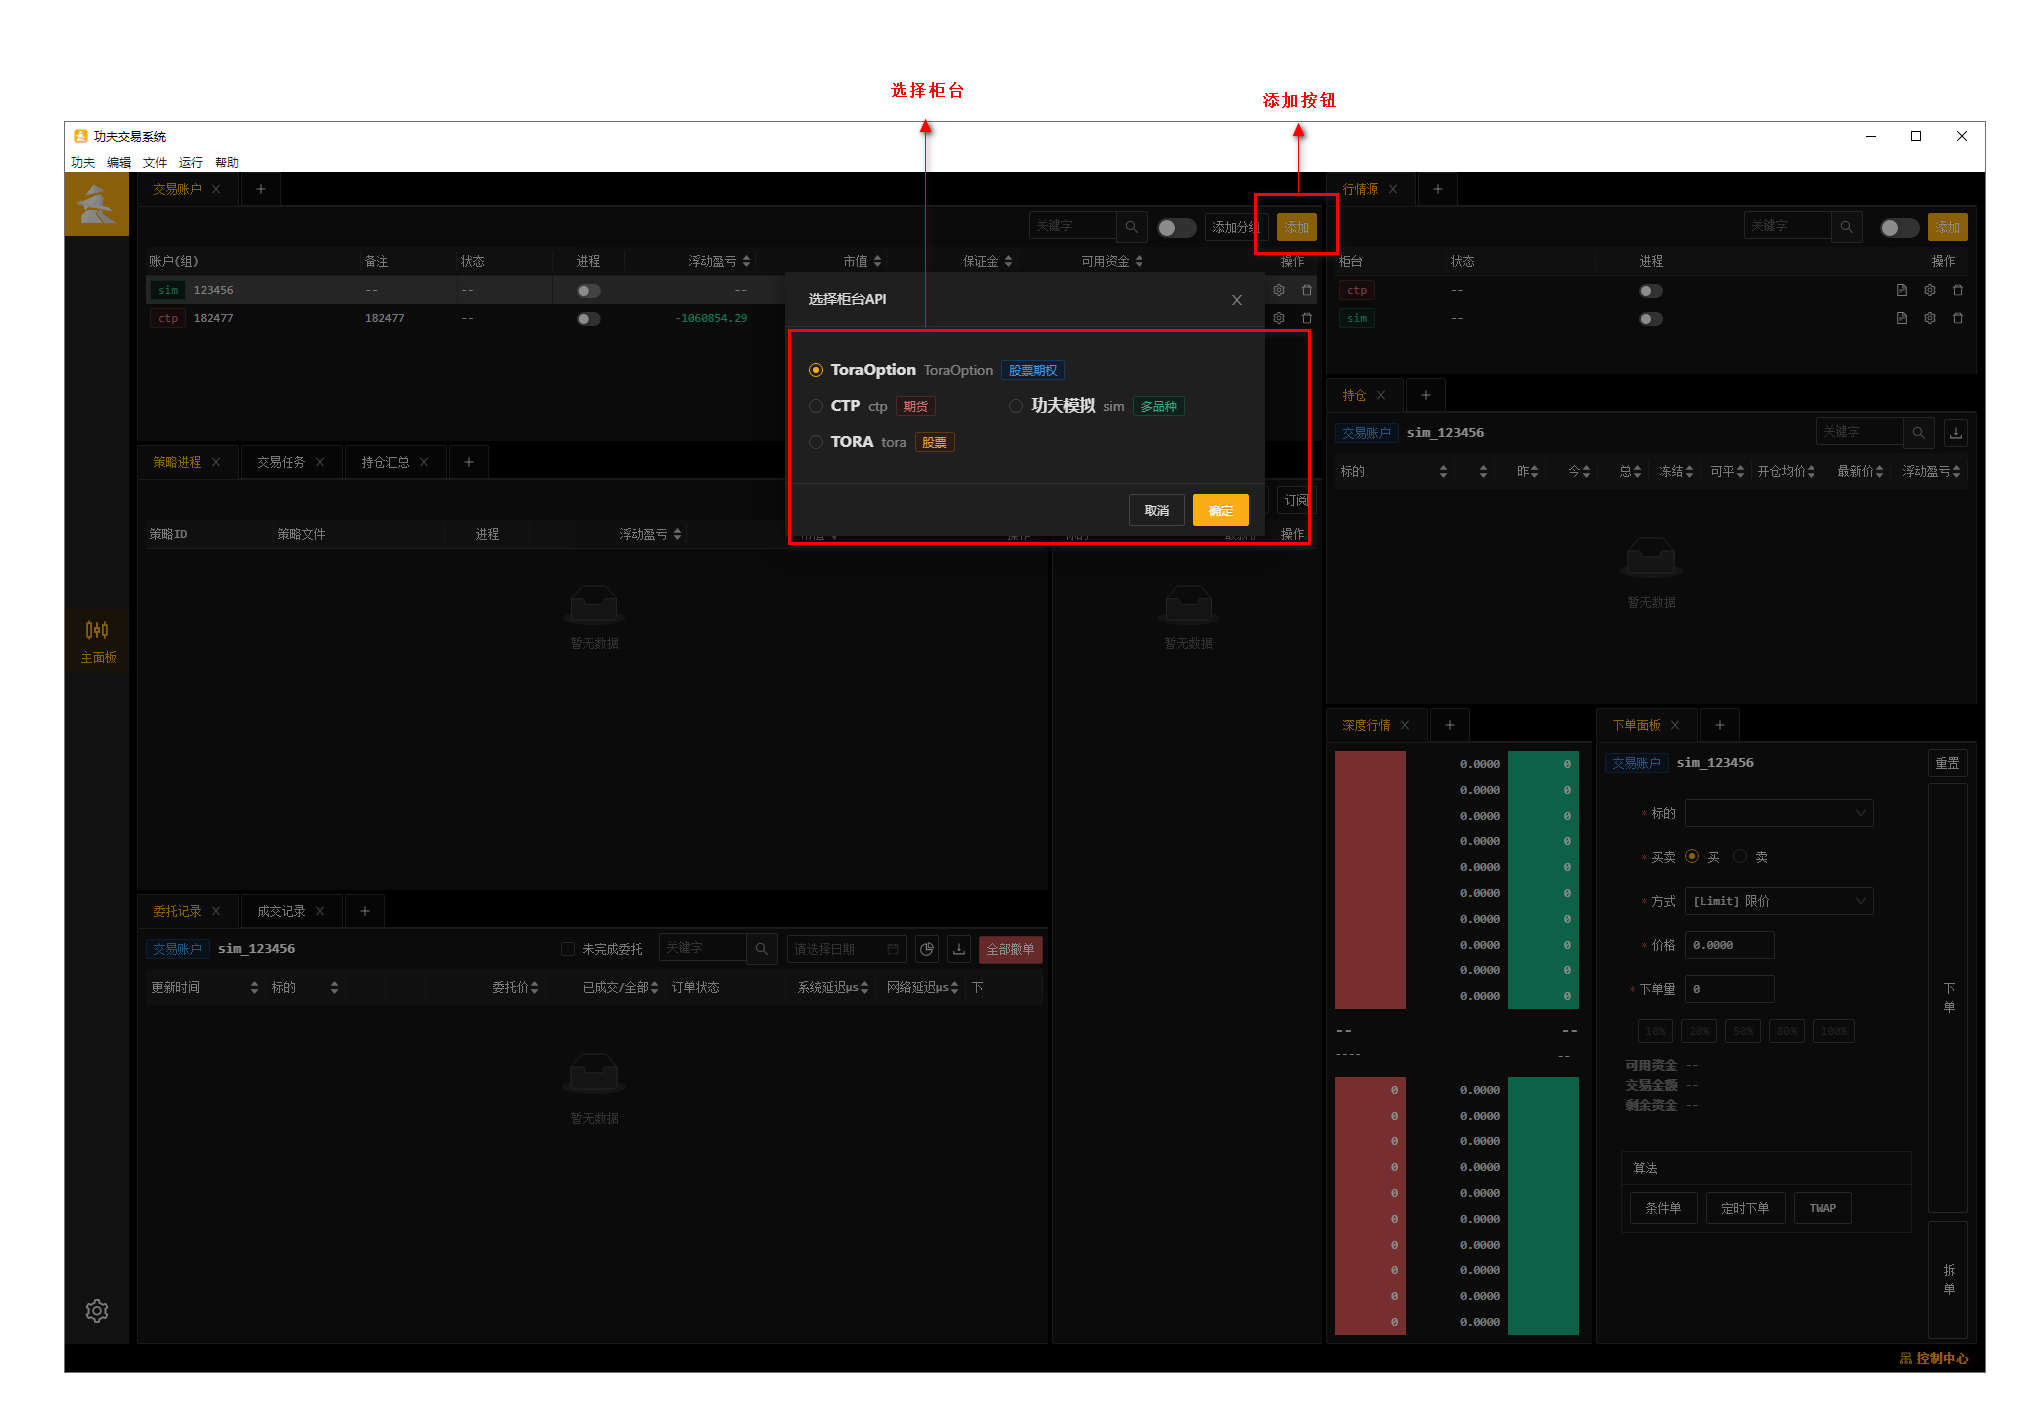 选择柜台
添加按钮
功夫交易系统
功夫 编辑 文件 运行 帮助
交易账户
行情源
关键字 添加分组 添加
关键字 添加
账户(组) 备注 状态 进程 浮动盈亏 市值 保证金 可用资金 操作
柜台 状态 进程 操作
sim 123456 -- -- --
ctp 182477 182477 -- -1060854.29
ctp --
sim --
选择柜台API
ToraOption ToraOption 股票期权
CTP ctp 期货 功夫模拟 sim 多品种
TORA tora 股票
取消 确定
持仓
交易账户 sim_123456 关键字
标的 昨 今 总 冻结 可平 开仓均价 最新价 浮动盈亏
暂无数据
策略进程 交易任务 持仓汇总
订阅
策略ID 策略文件 进程 浮动盈亏 市值 操作
标的 最新价 操作
暂无数据
暂无数据
主面板
委托记录 成交记录
交易账户 sim_123456 未完成委托 关键字 请选择日期 全部撤单
更新时间 标的 委托价 已成交/全部 订单状态 系统延迟μs 网络延迟μs 下
暂无数据
深度行情
0.0000 0
0.0000 0
0.0000 0
0.0000 0
0.0000 0
0.0000 0
0.0000 0
0.0000 0
0.0000 0
0.0000 0
-- --
---- --
0 0.0000
0 0.0000
0 0.0000
0 0.0000
0 0.0000
0 0.0000
0 0.0000
0 0.0000
0 0.0000
0 0.0000
下单面板
交易账户 sim_123456 重置
* 标的
* 买卖 买 卖
* 方式 [Limit] 限价
* 价格 0.0000
* 下单量 0
10% 20% 50% 80% 100%
可用资金 --
交易金额 --
剩余资金 --
算法
条件单 定时下单 TWAP
下
单
拆
单
控制中心